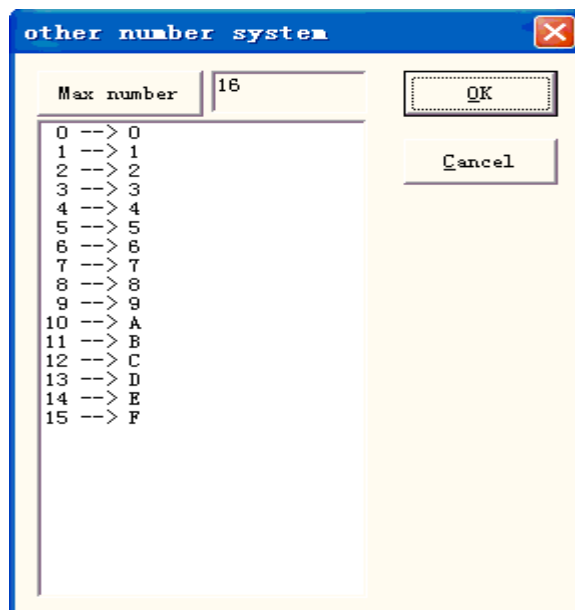 other number system
Max number
16
OK
Cancel
0 --> 0
1 --> 1
2 --> 2
3 --> 3
4 --> 4
5 --> 5
6 --> 6
7 --> 7
8 --> 8
9 --> 9
10 --> A
11 --> B
12 --> C
13 --> D
14 --> E
15 --> F